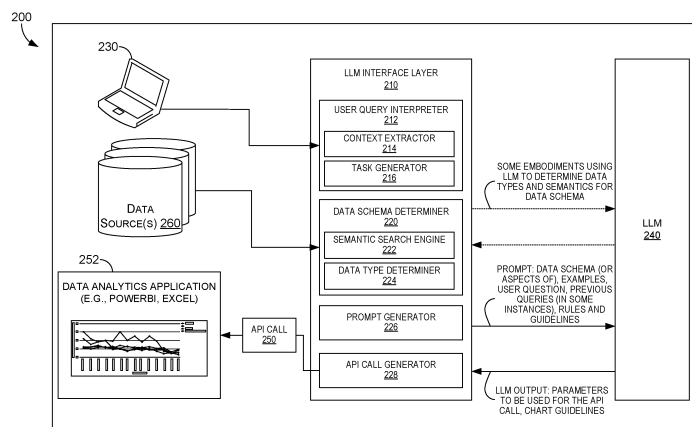 200
230
DATA
SOURCE(S) 260
252
DATA ANALYTICS APPLICATION
(E.G., POWERBI, EXCEL)
API CALL
250
LLM INTERFACE LAYER
210
USER QUERY INTERPRETER
212
CONTEXT EXTRACTOR
214
TASK GENERATOR
216
DATA SCHEMA DETERMINER
220
SEMANTIC SEARCH ENGINE
222
DATA TYPE DETERMINER
224
PROMPT GENERATOR
226
API CALL GENERATOR
228
SOME EMBODIMENTS USING
LLM TO DETERMINE DATA
TYPES AND SEMANTICS FOR
DATA SCHEMA
PROMPT: DATA SCHEMA (OR
ASPECTS OF), EXAMPLES,
USER QUESTION, PREVIOUS
QUERIES (IN SOME
INSTANCES), RULES AND
GUIDELINES
LLM OUTPUT: PARAMETERS
TO BE USED FOR THE API
CALL, CHART GUIDELINES
LLM
240